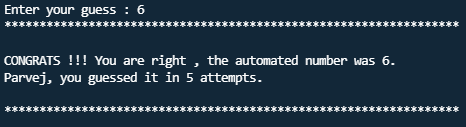 Enter your guess : 6
*****************************************************************
CONGRATS !!! You are right , the automated number was 6.
Parvej, you guessed it in 5 attempts.
*****************************************************************